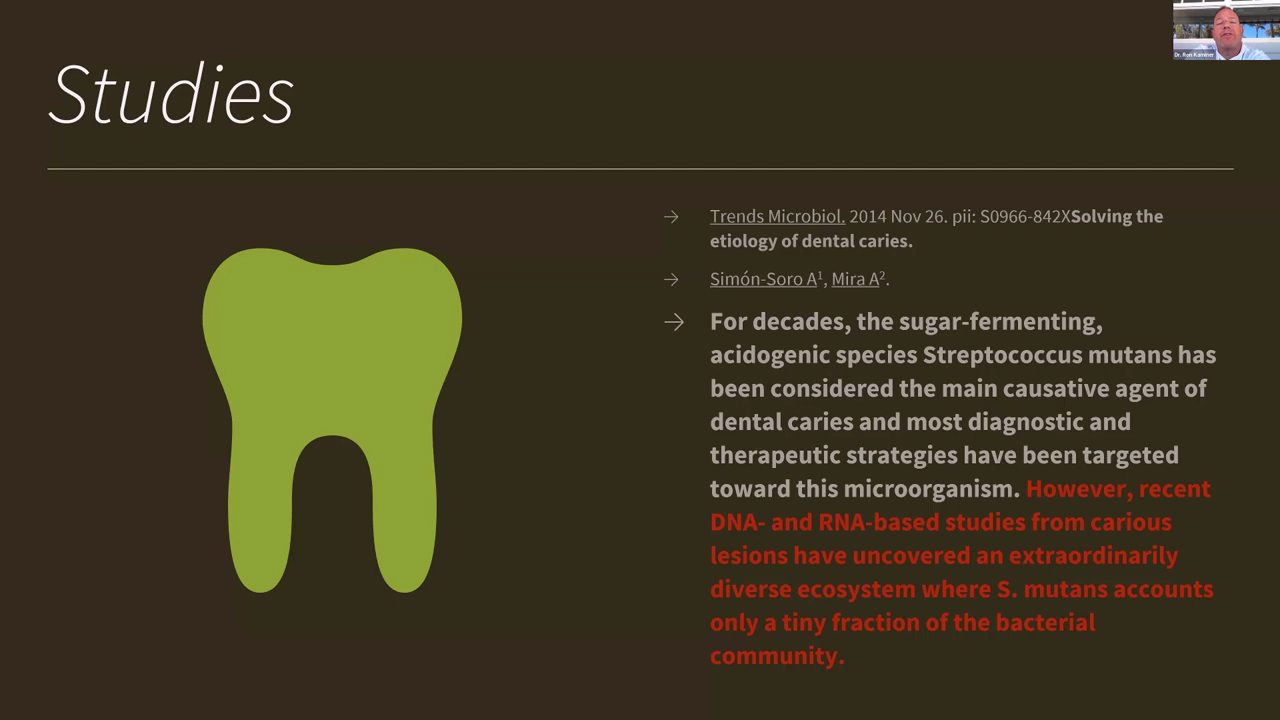 Dr. Ron Kaminer
Studies
Trends Microbiol. 2014 Nov 26. pii: S0966-842XSolving the
etiology of dental caries.
Simón-Soro A1, Mira A2.
For decades, the sugar-fermenting,
acidogenic species Streptococcus mutans has
been considered the main causative agent of
dental caries and most diagnostic and
therapeutic strategies have been targeted
toward this microorganism. However, recent
DNA- and RNA-based studies from carious
lesions have uncovered an extraordinarily
diverse ecosystem where S. mutans accounts
only a tiny fraction of the bacterial
community.